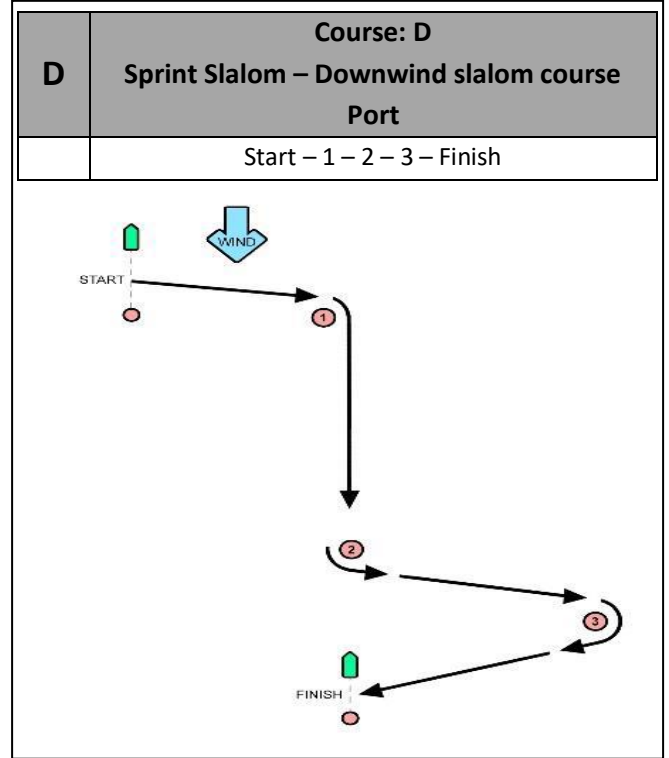 D
Course: D
Sprint Slalom – Downwind slalom course
Port
Start – 1 – 2 – 3 – Finish
WIND
START
1
2
3
FINISH